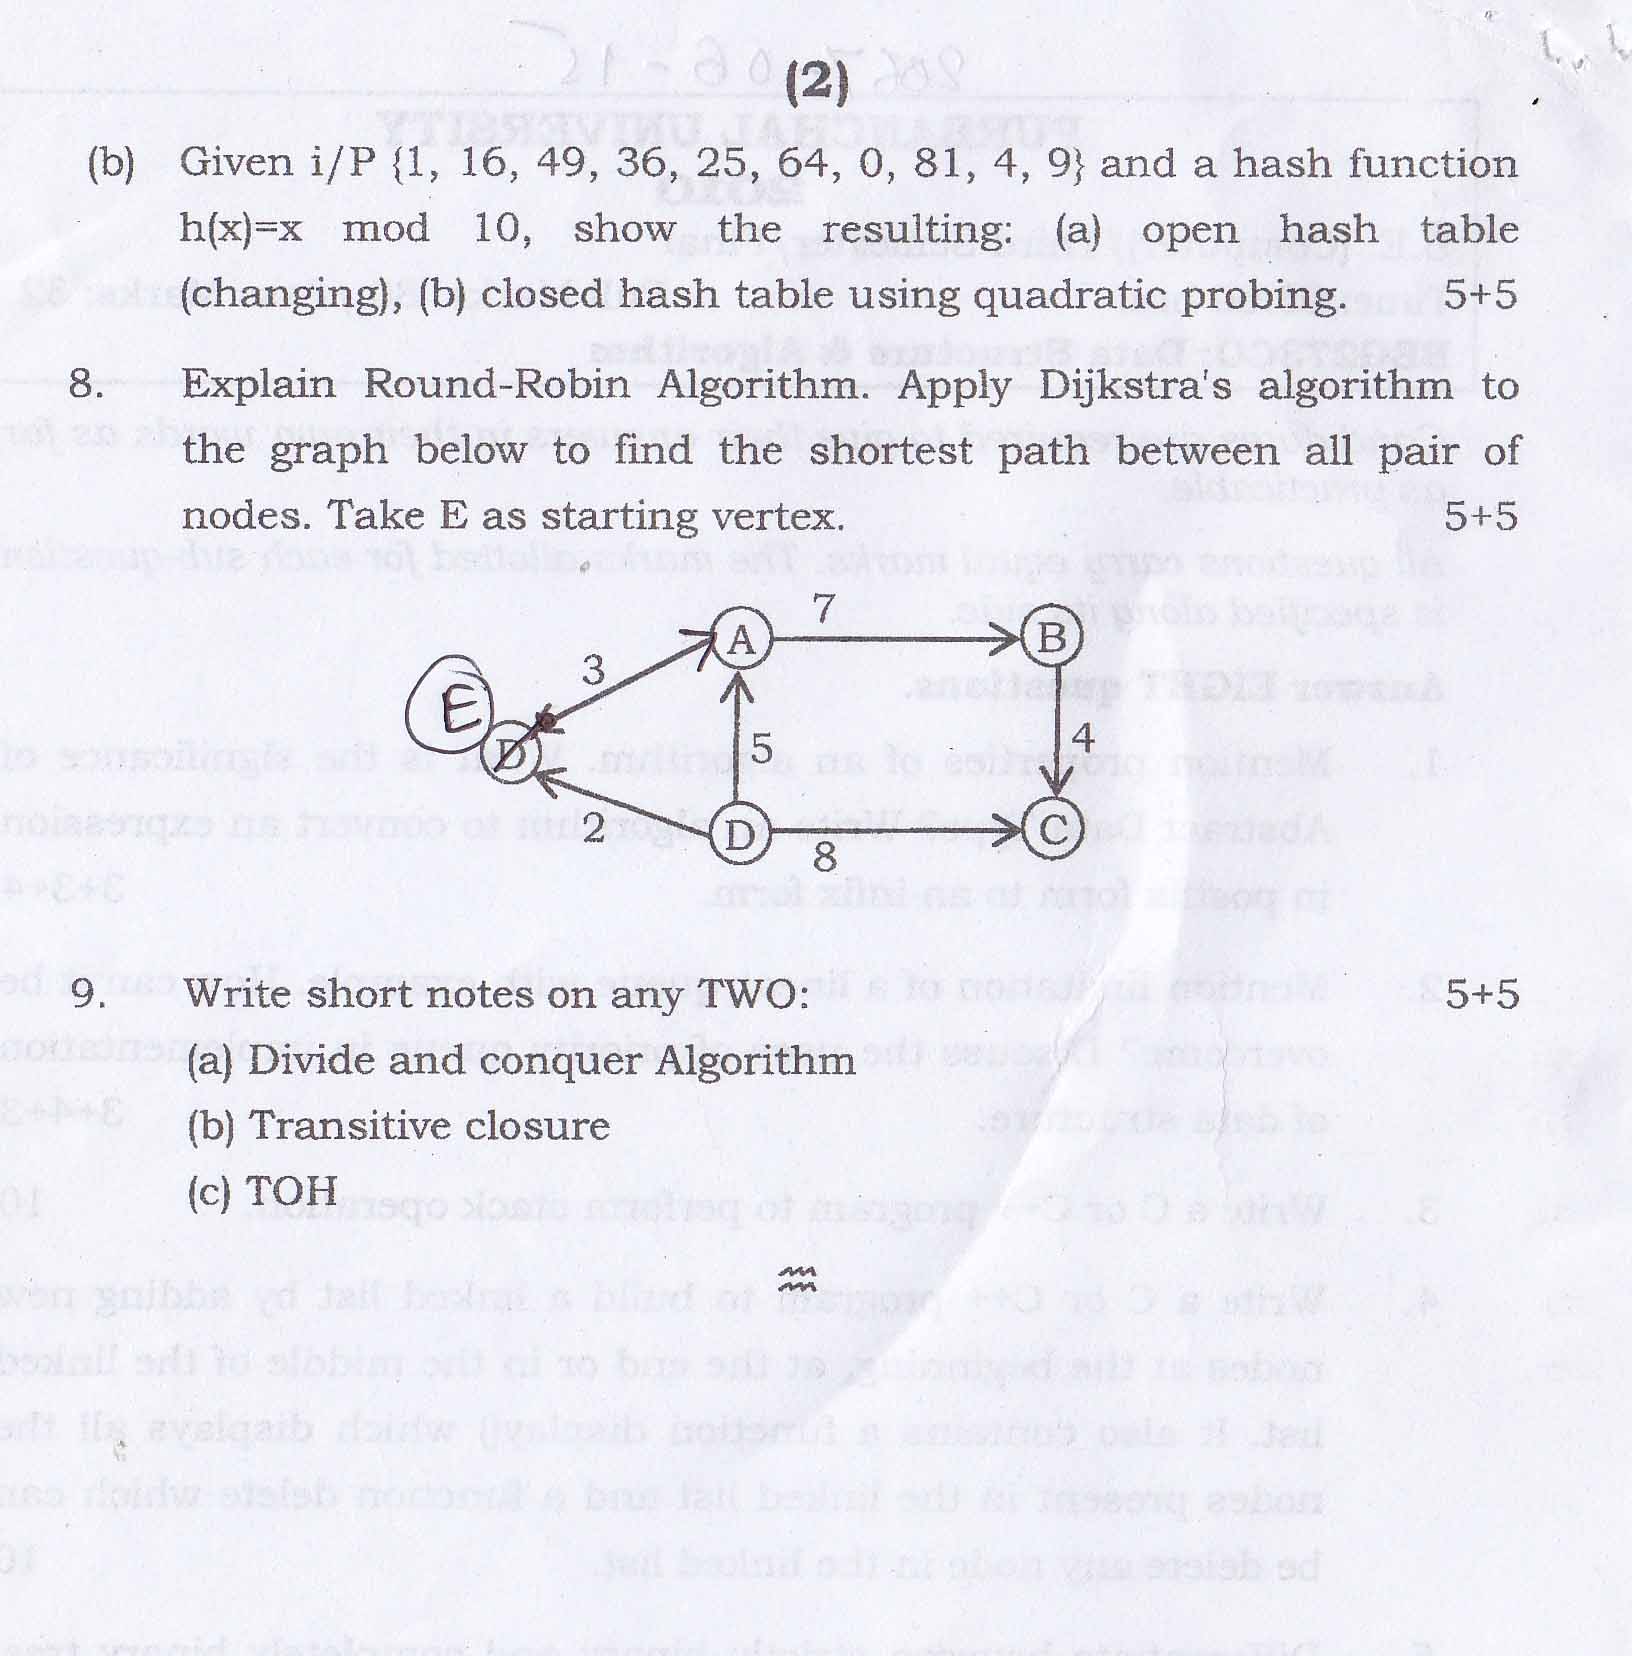 (2)
(b) Given i/P {1, 16, 49, 36, 25, 64, 0, 81, 4, 9} and a hash function
h(x)=x mod 10, show the resulting: (a) open hash table
(changing), (b) closed hash table using quadratic probing. 5+5
8. Explain Round-Robin Algorithm. Apply Dijkstra's algorithm to
the graph below to find the shortest path between all pair of
nodes. Take E as starting vertex. 5+5
7
A
B
3
E
D
5
4
2
D
8
C
9. Write short notes on any TWO: 5+5
(a) Divide and conquer Algorithm
(b) Transitive closure
(c) TOH